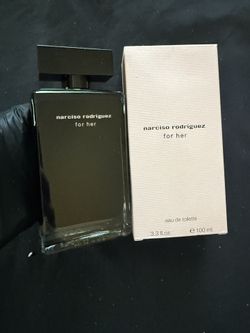 narciso rodriguez
for her
narciso rodriguez
for her
eau de toilette
3.3 fl.oz. e 100 ml